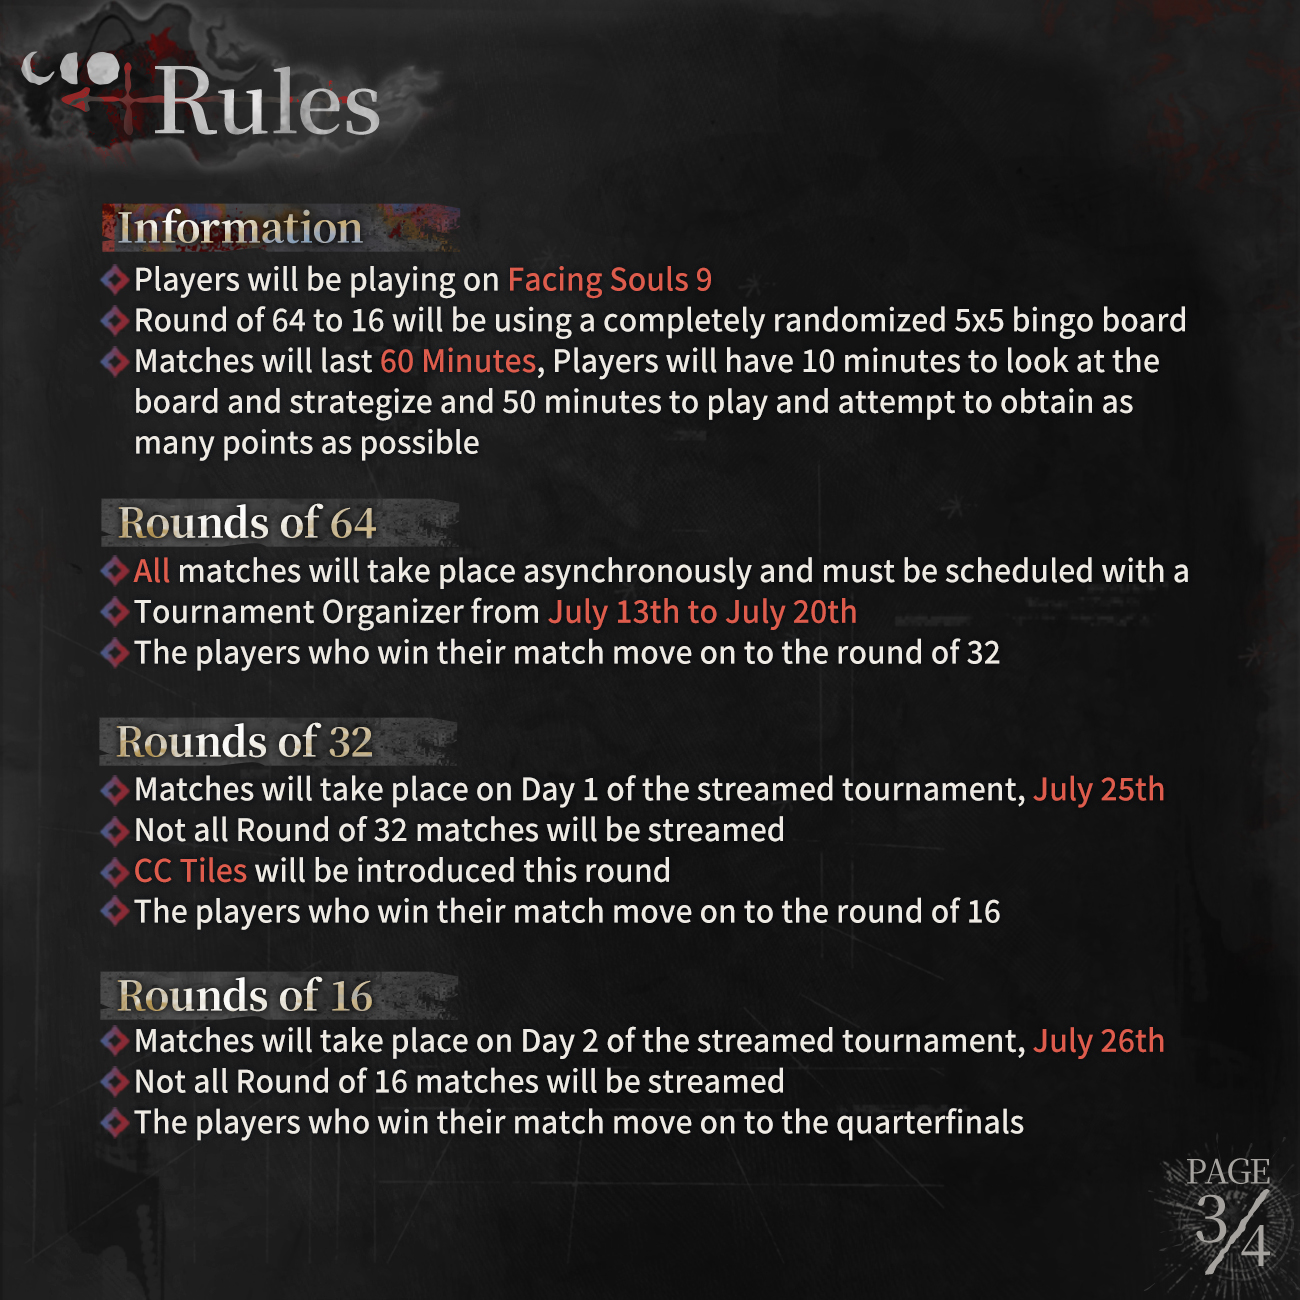 Rules
Information
Players will be playing on Facing Souls 9
Round of 64 to 16 will be using a completely randomized 5x5 bingo board
Matches will last 60 Minutes, Players will have 10 minutes to look at the
board and strategize and 50 minutes to play and attempt to obtain as
many points as possible
Rounds of 64
All matches will take place asynchronously and must be scheduled with a
Tournament Organizer from July 13th to July 20th
The players who win their match move on to the round of 32
Rounds of 32
Matches will take place on Day 1 of the streamed tournament, July 25th
Not all Round of 32 matches will be streamed
CC Tiles will be introduced this round
The players who win their match move on to the round of 16
Rounds of 16
Matches will take place on Day 2 of the streamed tournament, July 26th
Not all Round of 16 matches will be streamed
The players who win their match move on to the quarterfinals
PAGE
3/4